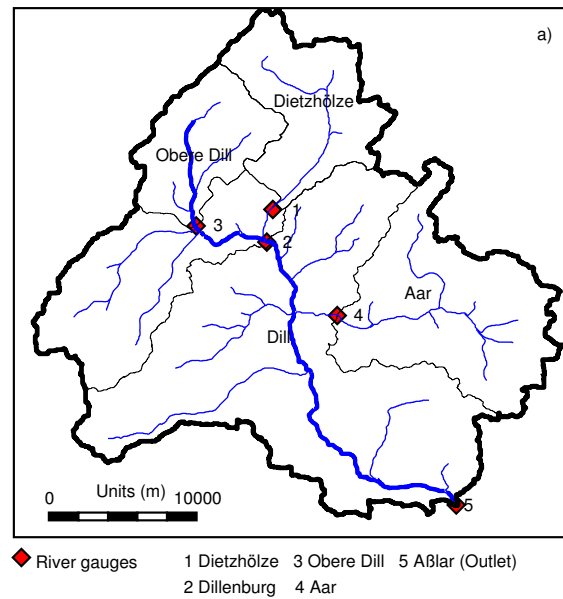 a)
Dietzhölze
Obere Dill
1
3
2
Aar
4
Dill
Units (m)
0 10000
5
River gauges 1 Dietzhölze 3 Obere Dill 5 Aßlar (Outlet)
2 Dillenburg 4 Aar